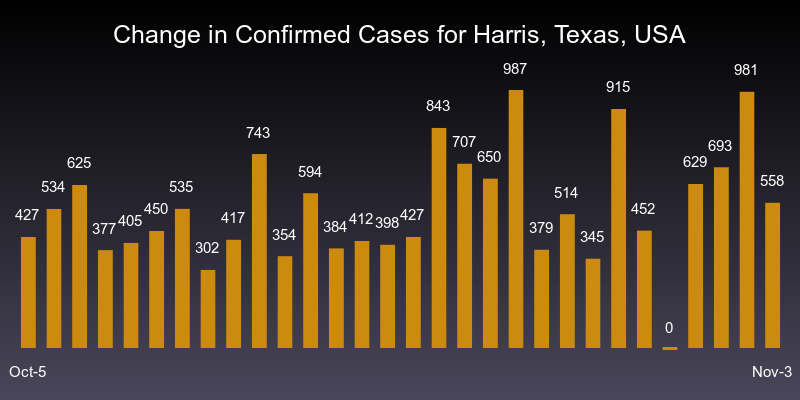 Change in Confirmed Cases for Harris, Texas, USA
427 534 625 377 405 450 535 302 417 743 354 594 384 412 398 427 843 707 650 987 379 514 345 915 452 0 629 693 981 558
Oct-5 Nov-3